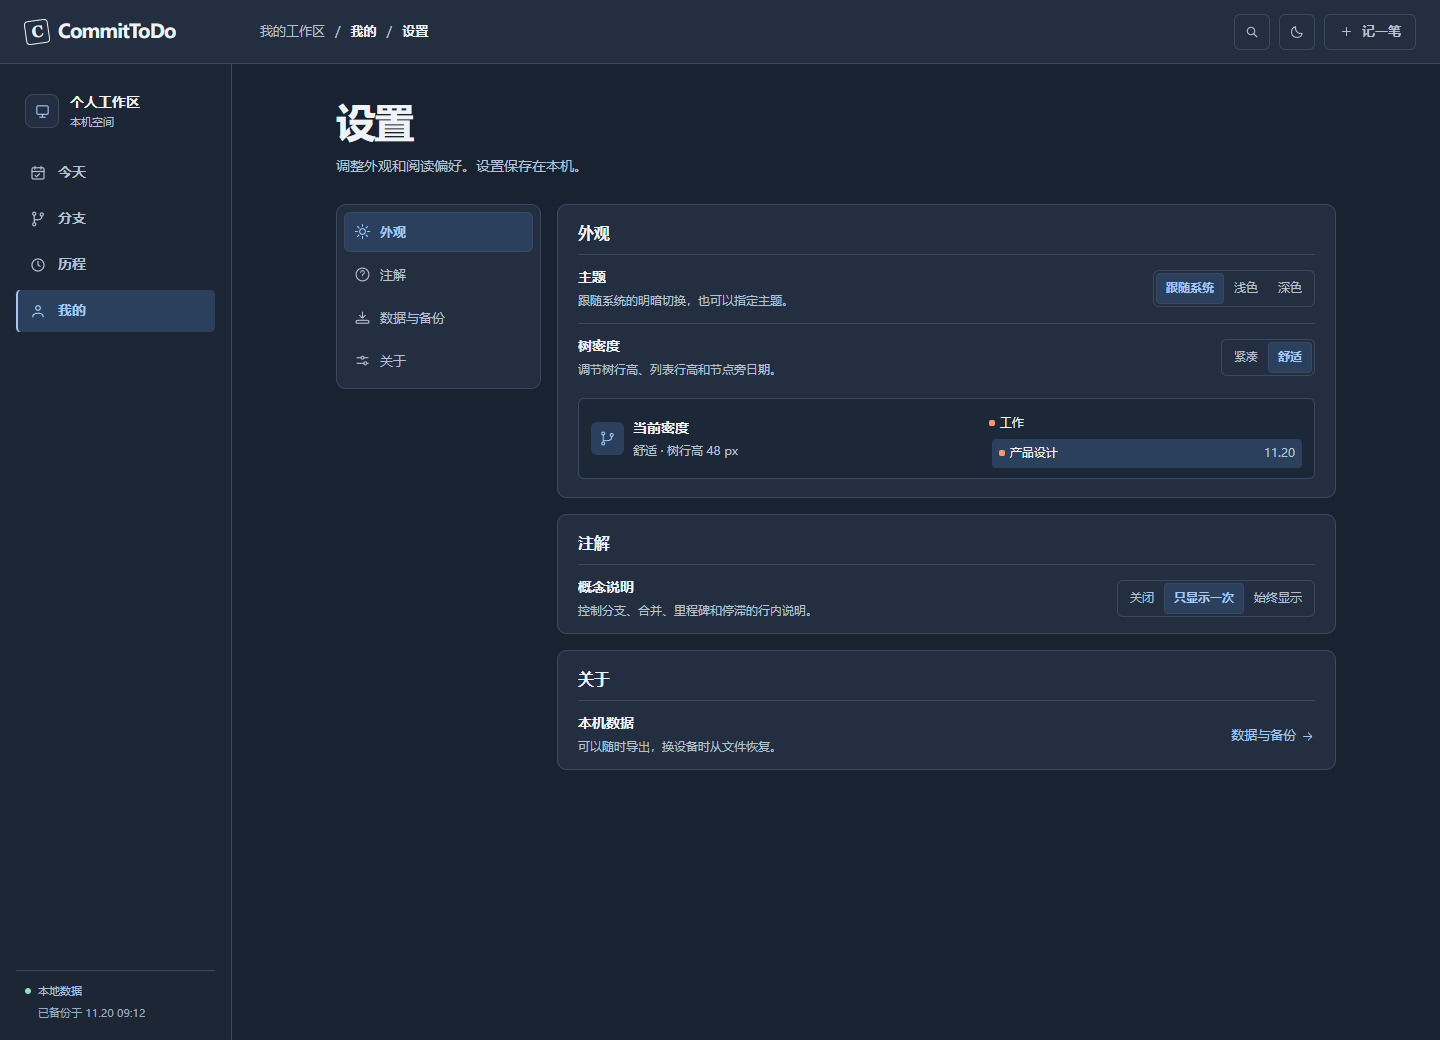 C CommitToDo
我的工作区 / 我的 / 设置
+ 记一笔
个人工作区
本机空间
今天
分支
历程
我的
本地数据
已备份于 11.20 09:12
设置
调整外观和阅读偏好。设置保存在本机。
外观
注解
数据与备份
关于
外观
主题
跟随系统的明暗切换，也可以指定主题。
跟随系统 浅色 深色
树密度
调节树行高、列表行高和节点旁日期。
紧凑 舒适
当前密度
舒适 · 树行高 48 px
工作
产品设计 11.20
注解
概念说明
控制分支、合并、里程碑和停滞的行内说明。
关闭 只显示一次 始终显示
关于
本机数据
可以随时导出，换设备时从文件恢复。
数据与备份 →